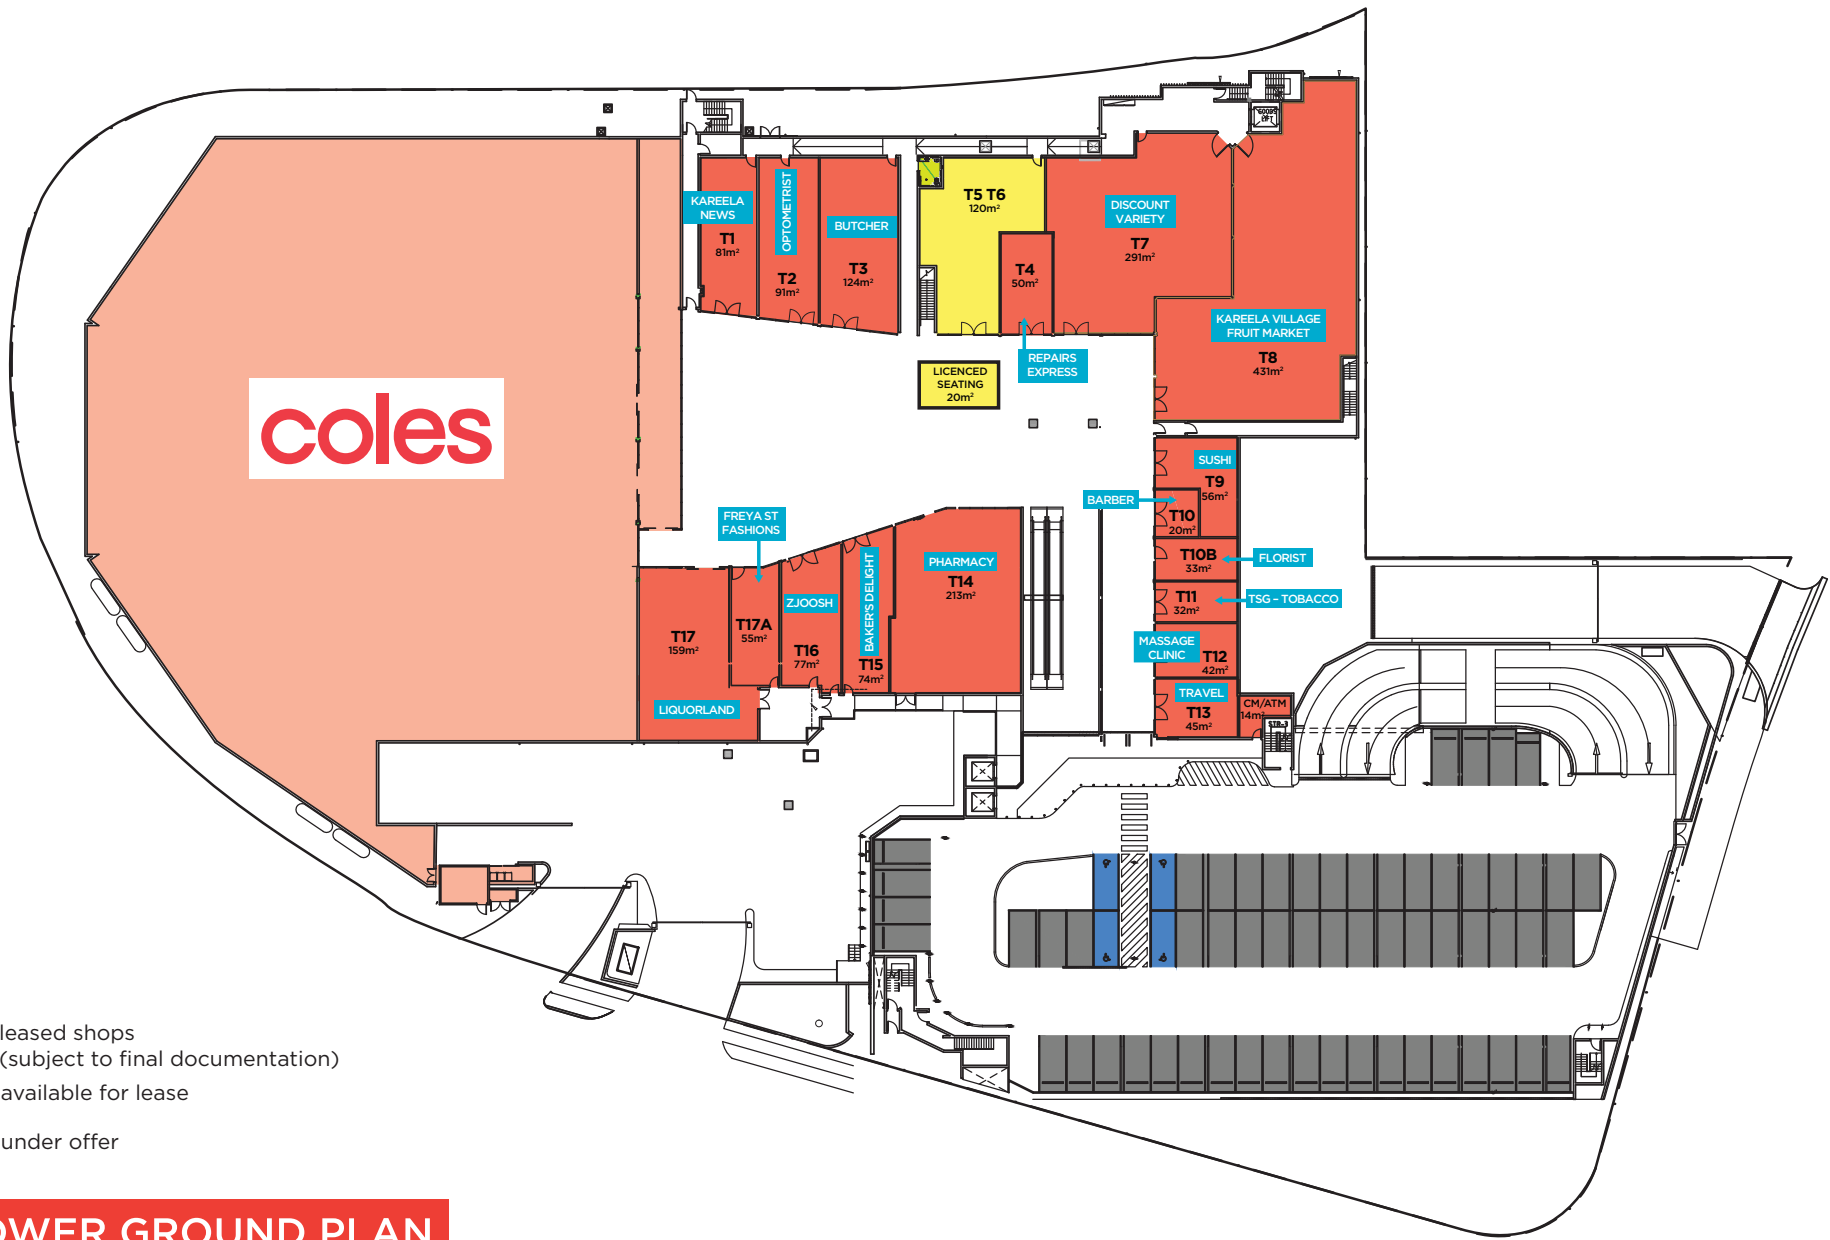 GOODS
LIFT
KAREELA
NEWS
T1
81m²
OPTOMETRIST
T2
91m²
BUTCHER
T3
124m²
T5 T6
120m²
T4
50m²
DISCOUNT
VARIETY
T7
291m²
KAREELA VILLAGE
FRUIT MARKET
T8
431m²
REPAIRS
EXPRESS
LICENCED
SEATING
20m²
coles
SUSHI
T9
56m²
BARBER
T10
20m²
T10B
33m²
FLORIST
T11
32m²
TSG – TOBACCO
MASSAGE
CLINIC
T12
42m²
TRAVEL
T13
45m²
CM/ATM
14m²
STR-3
FREYA ST
FASHIONS
PHARMACY
T14
213m²
BAKER'S DELIGHT
T15
74m²
ZJOOSH
T16
77m²
T17A
55m²
T17
159m²
LIQUORLAND
leased shops
(subject to final documentation)
available for lease
under offer
OWER GROUND PLAN